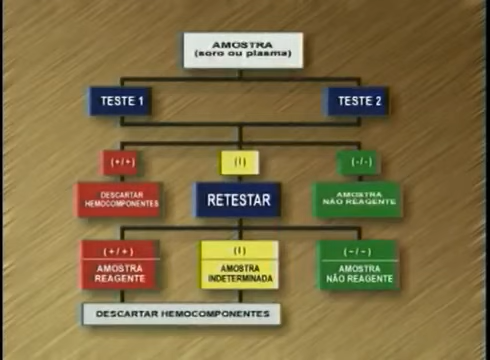 AMOSTRA
(soro ou plasma)
TESTE 1
TESTE 2
(+/+)
(I)
(-/-)
DESCARTAR
HEMOCOMPONENTES
RETESTAR
AMOSTRA
NÃO REAGENTE
(+/+)
(I)
(-/-)
AMOSTRA
REAGENTE
AMOSTRA
INDETERMINADA
AMOSTRA
NÃO REAGENTE
DESCARTAR HEMOCOMPONENTES